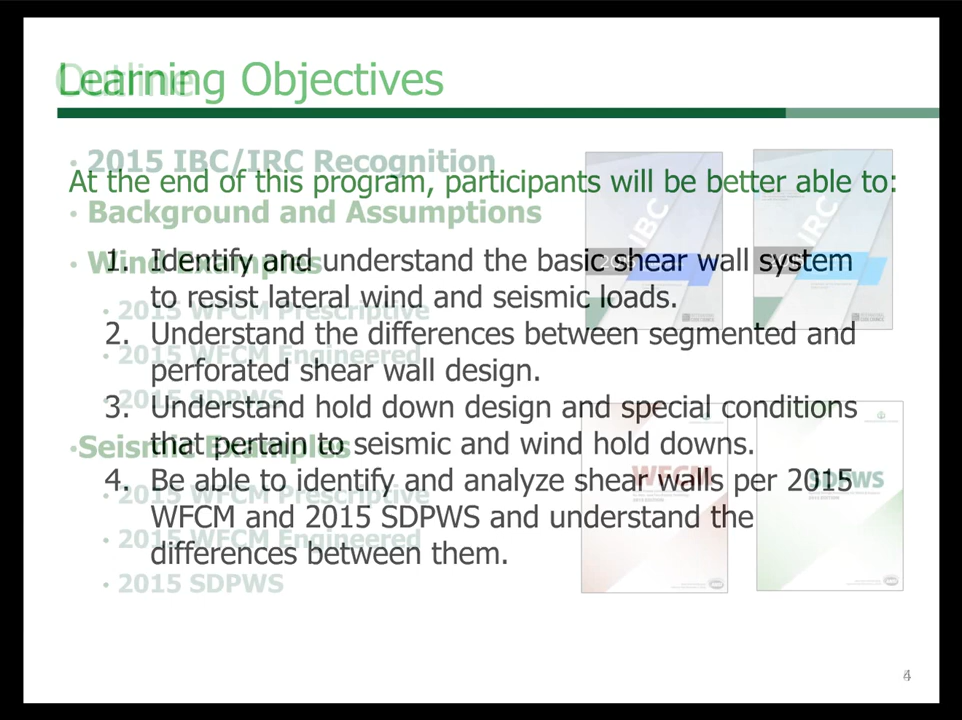 Learning Objectives
Outline
At the end of this program, participants will be better able to:
1. Identify and understand the basic shear wall system
to resist lateral wind and seismic loads.
2. Understand the differences between segmented and
perforated shear wall design.
3. Understand hold down design and special conditions
that pertain to seismic and wind hold downs.
4. Be able to identify and analyze shear walls per 2015
WFCM and 2015 SDPWS and understand the
differences between them.
• 2015 IBC/IRC Recognition
• Background and Assumptions
• Wind Examples
• 2015 WFCM Prescriptive
• 2015 WFCM Engineered
• 2015 SDPWS
•Seismic Examples
• 2015 WFCM Prescriptive
• 2015 WFCM Engineered
• 2015 SDPWS
IBC
IRC
WFCM
SDPWS
4